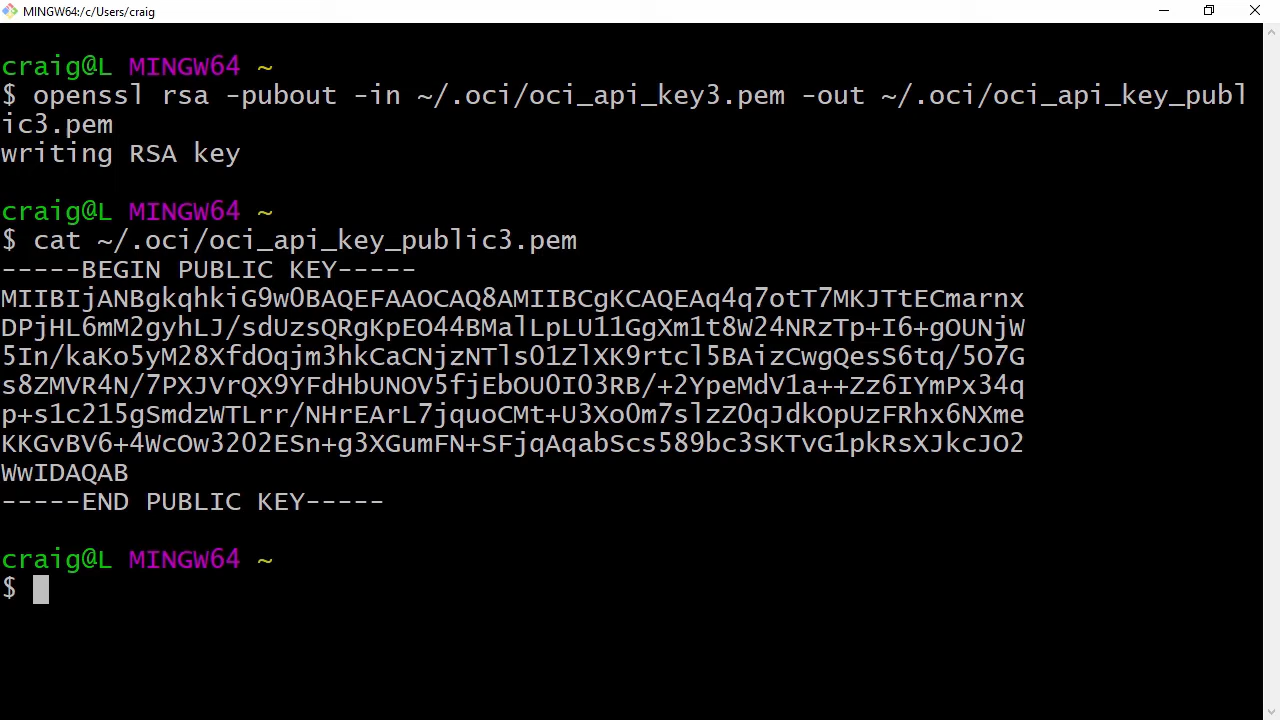 MINGW64:/c/Users/craig
craig@L MINGW64 ~
$ openssl rsa -pubout -in ~/.oci/oci_api_key3.pem -out ~/.oci/oci_api_key_publ
ic3.pem
writing RSA key
craig@L MINGW64 ~
$ cat ~/.oci/oci_api_key_public3.pem
-----BEGIN PUBLIC KEY-----
MIIBIjANBgkqhkiG9w0BAQEFAAOCAQ8AMIIBCgKCAQEAq4q7otT7MKJTtECmarnx
DPjHL6mM2gyhLJ/sdUzsQRgKpEO44BMalLpLU11GgXm1t8W24NRzTp+I6+gOUNjW
5In/kaKo5yM28XfdOqjm3hkCaCNjzNTls01ZlXK9rtcl5BAizCwgQesS6tq/5O7G
s8ZMVR4N/7PXJVrQX9YFdHbUNOV5fjEbOU0I03RB/+2YpeMdV1a++Zz6IYmPx34q
p+s1c215gSmdzWTLrr/NHrEArL7jquoCMt+U3Xo0m7slzZ0qJdkOpUzFRhx6NXme
KKGvBV6+4WcOw32O2ESn+g3XGumFN+SFjqAqabScs589bc3SKTvG1pkRsXJkcJO2
WwIDAQAB
-----END PUBLIC KEY-----
craig@L MINGW64 ~
$